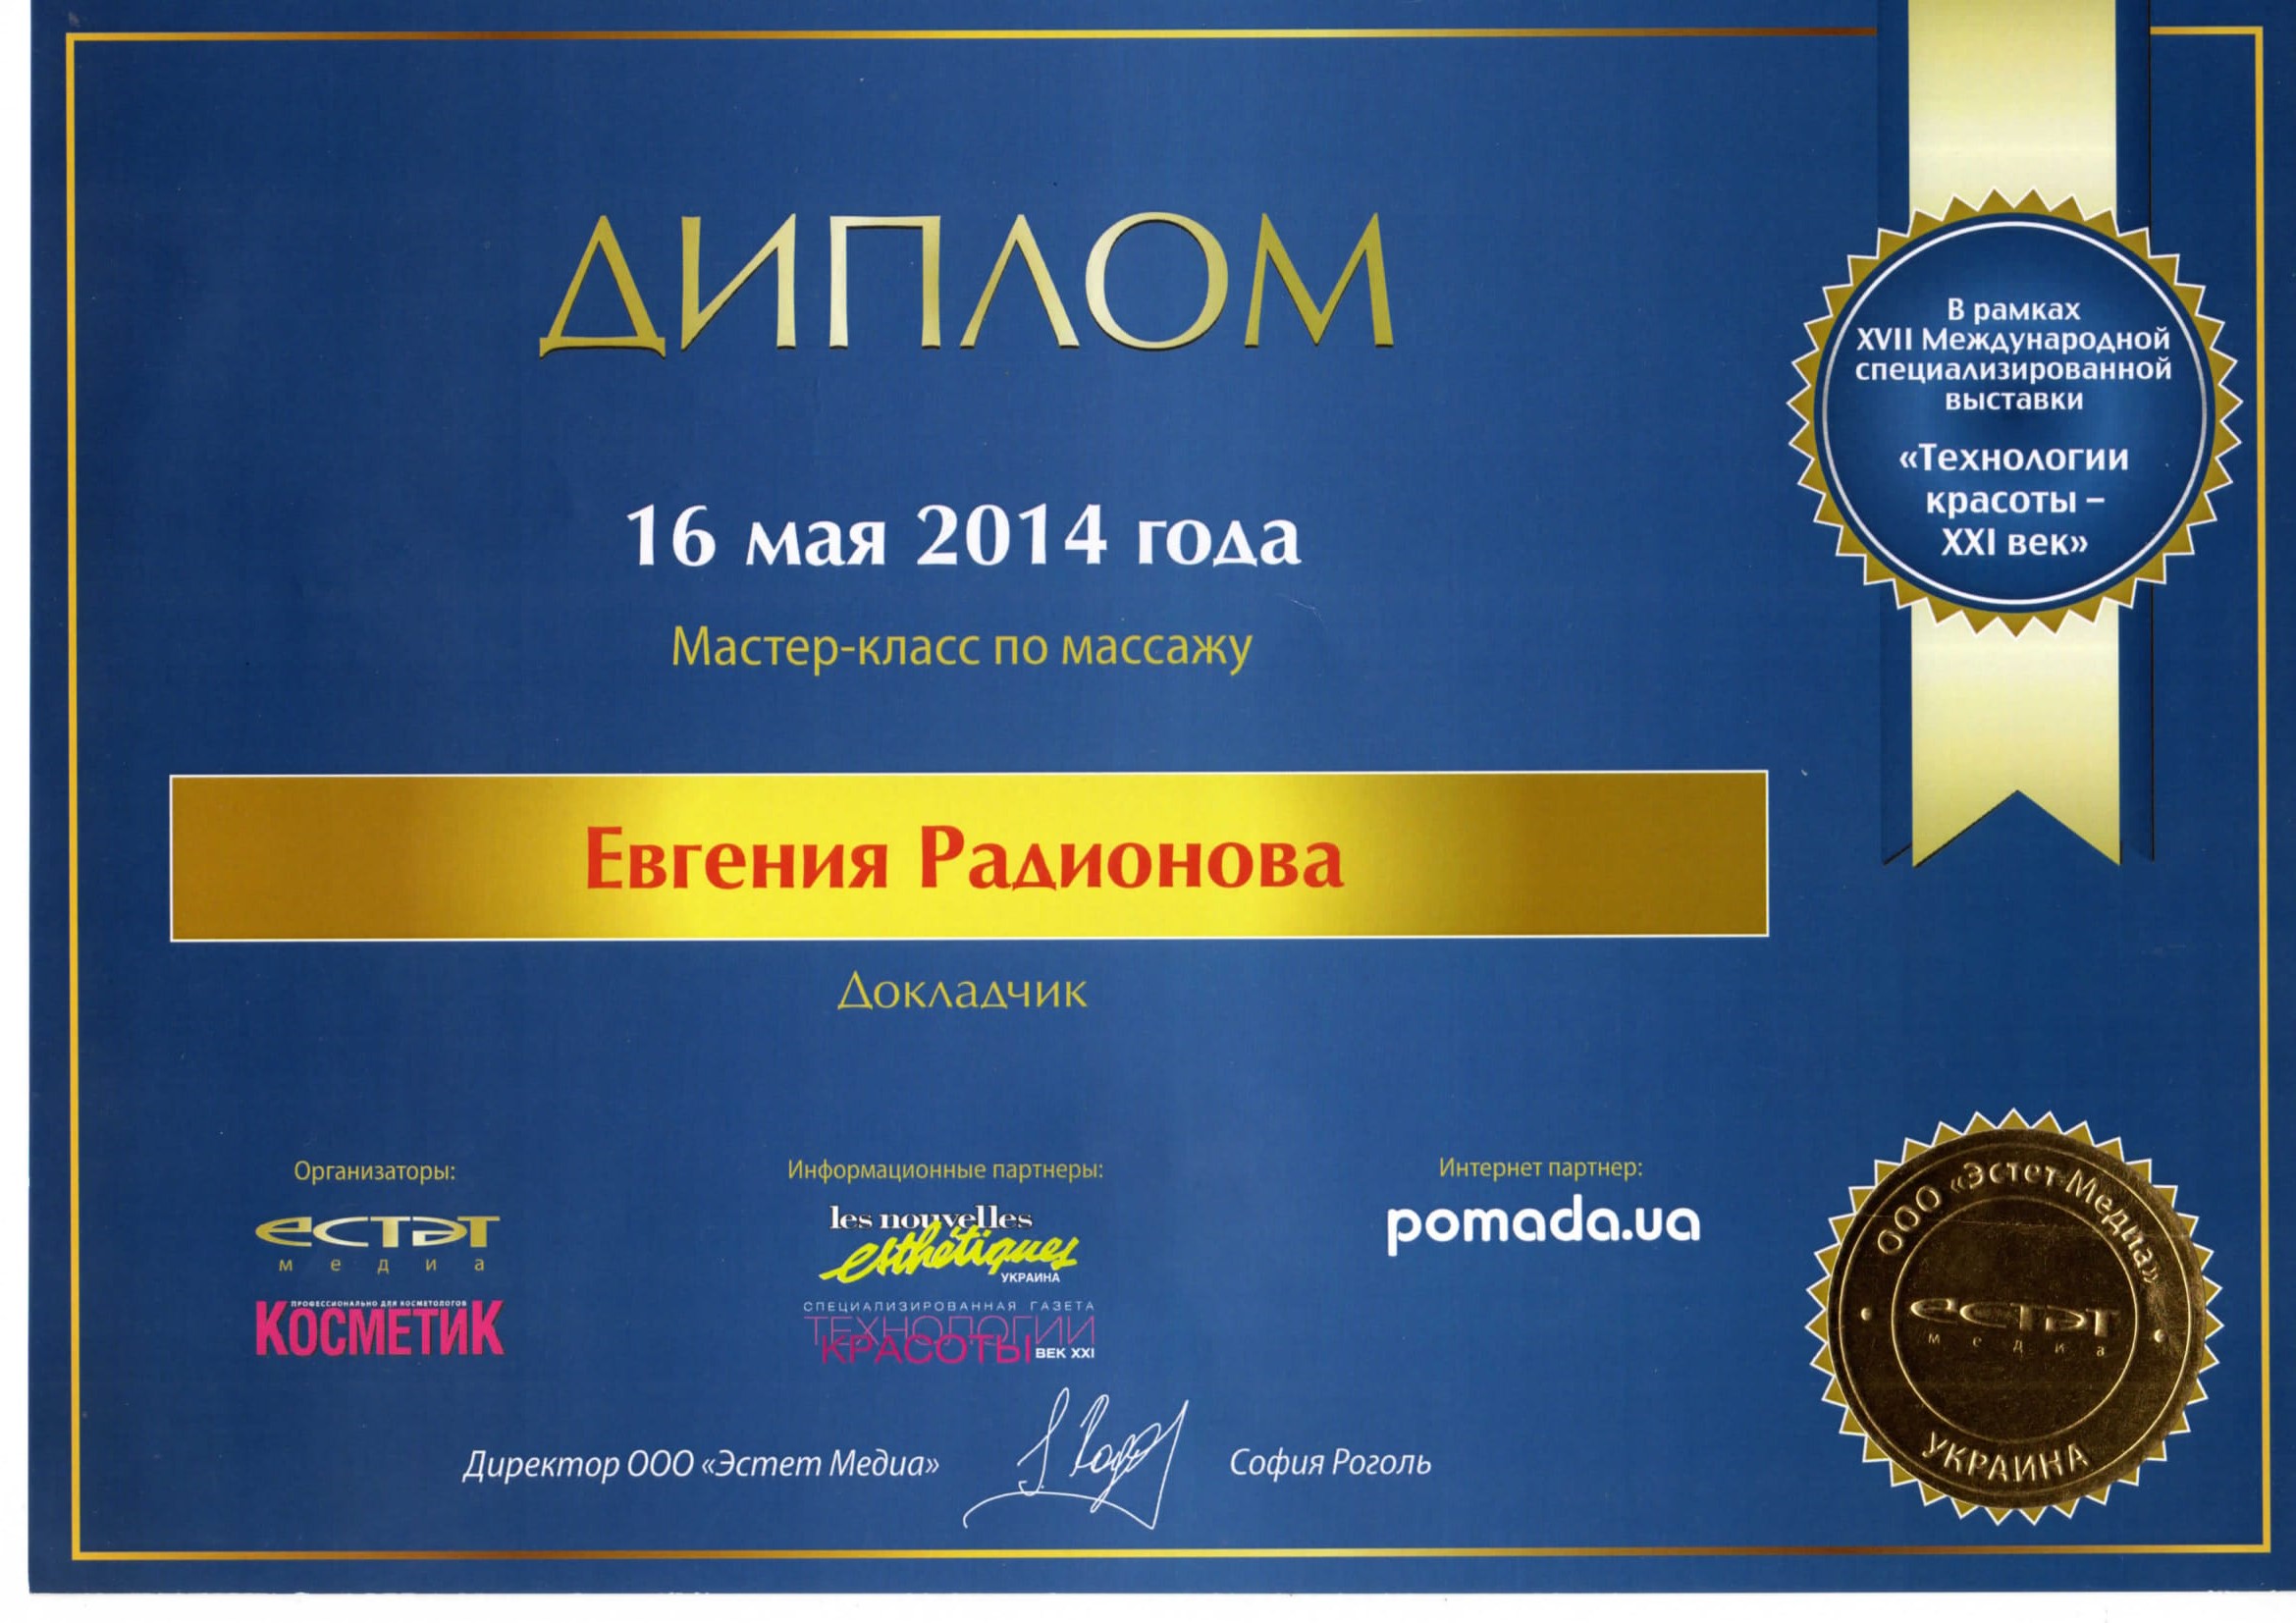 ДИПЛОМ
В рамках
XVII Международной
специализированной
выставки
«Технологии
красоты –
XXI век»
16 мая 2014 года
Мастер-класс по массажу
Евгения Радионова
Докладчик
Организаторы:
естэт
медиа
ПРОФЕССИОНАЛЬНО ДЛЯ КОСМЕТОЛОГОВ
КОСМЕТИК
Информационные партнеры:
les nouvelles
esthétiques
УКРАИНА
СПЕЦИАЛИЗИРОВАННАЯ ГАЗЕТА
ТЕХНОЛОГИИ
КРАСОТЫ
ВЕК XXI
Интернет партнер:
pomada.ua
ООО «Эстет-Медиа»
естэт
медиа
УКРАИНА
Директор ООО «Эстет Медиа»
София Роголь